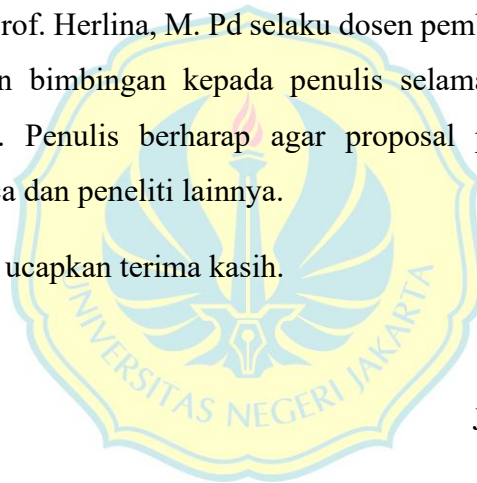 rof. Herlina, M. Pd selaku dosen pemb
n bimbingan kepada penulis selama
. Penulis berharap agar proposal p
a dan peneliti lainnya.
ucapkan terima kasih.
UNIVERSITAS NEGERI JAKARTA
J